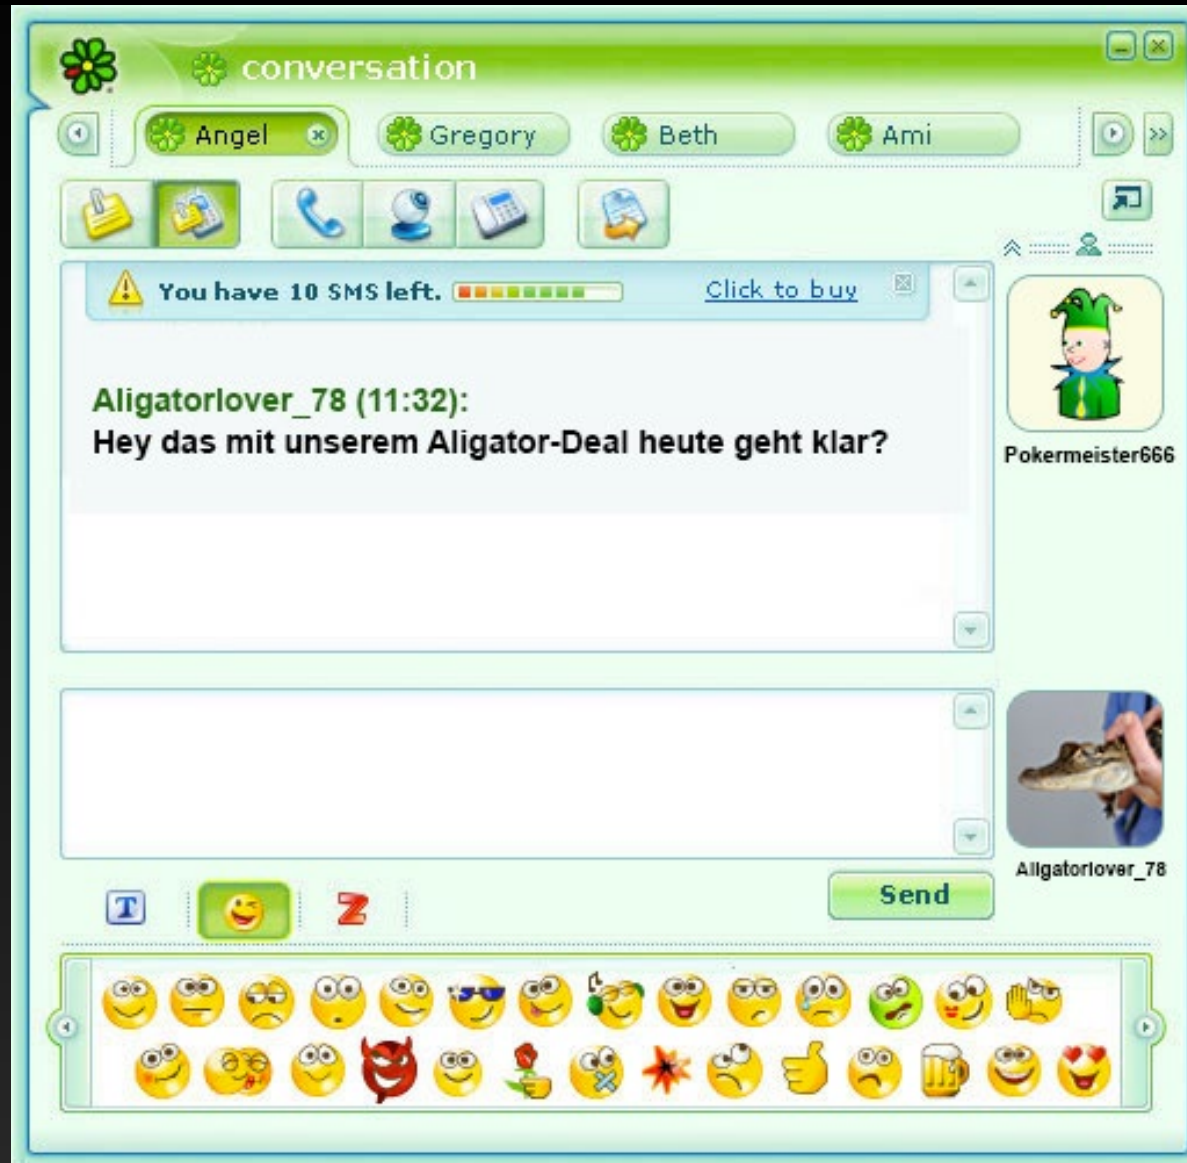 conversation
Angel
Gregory
Beth
Ami
You have 10 SMS left.
Click to buy
Aligatorlover_78 (11:32):
Hey das mit unserem Aligator-Deal heute geht klar?
Pokermeister666
Aligatorlover_78
T
Send
Z